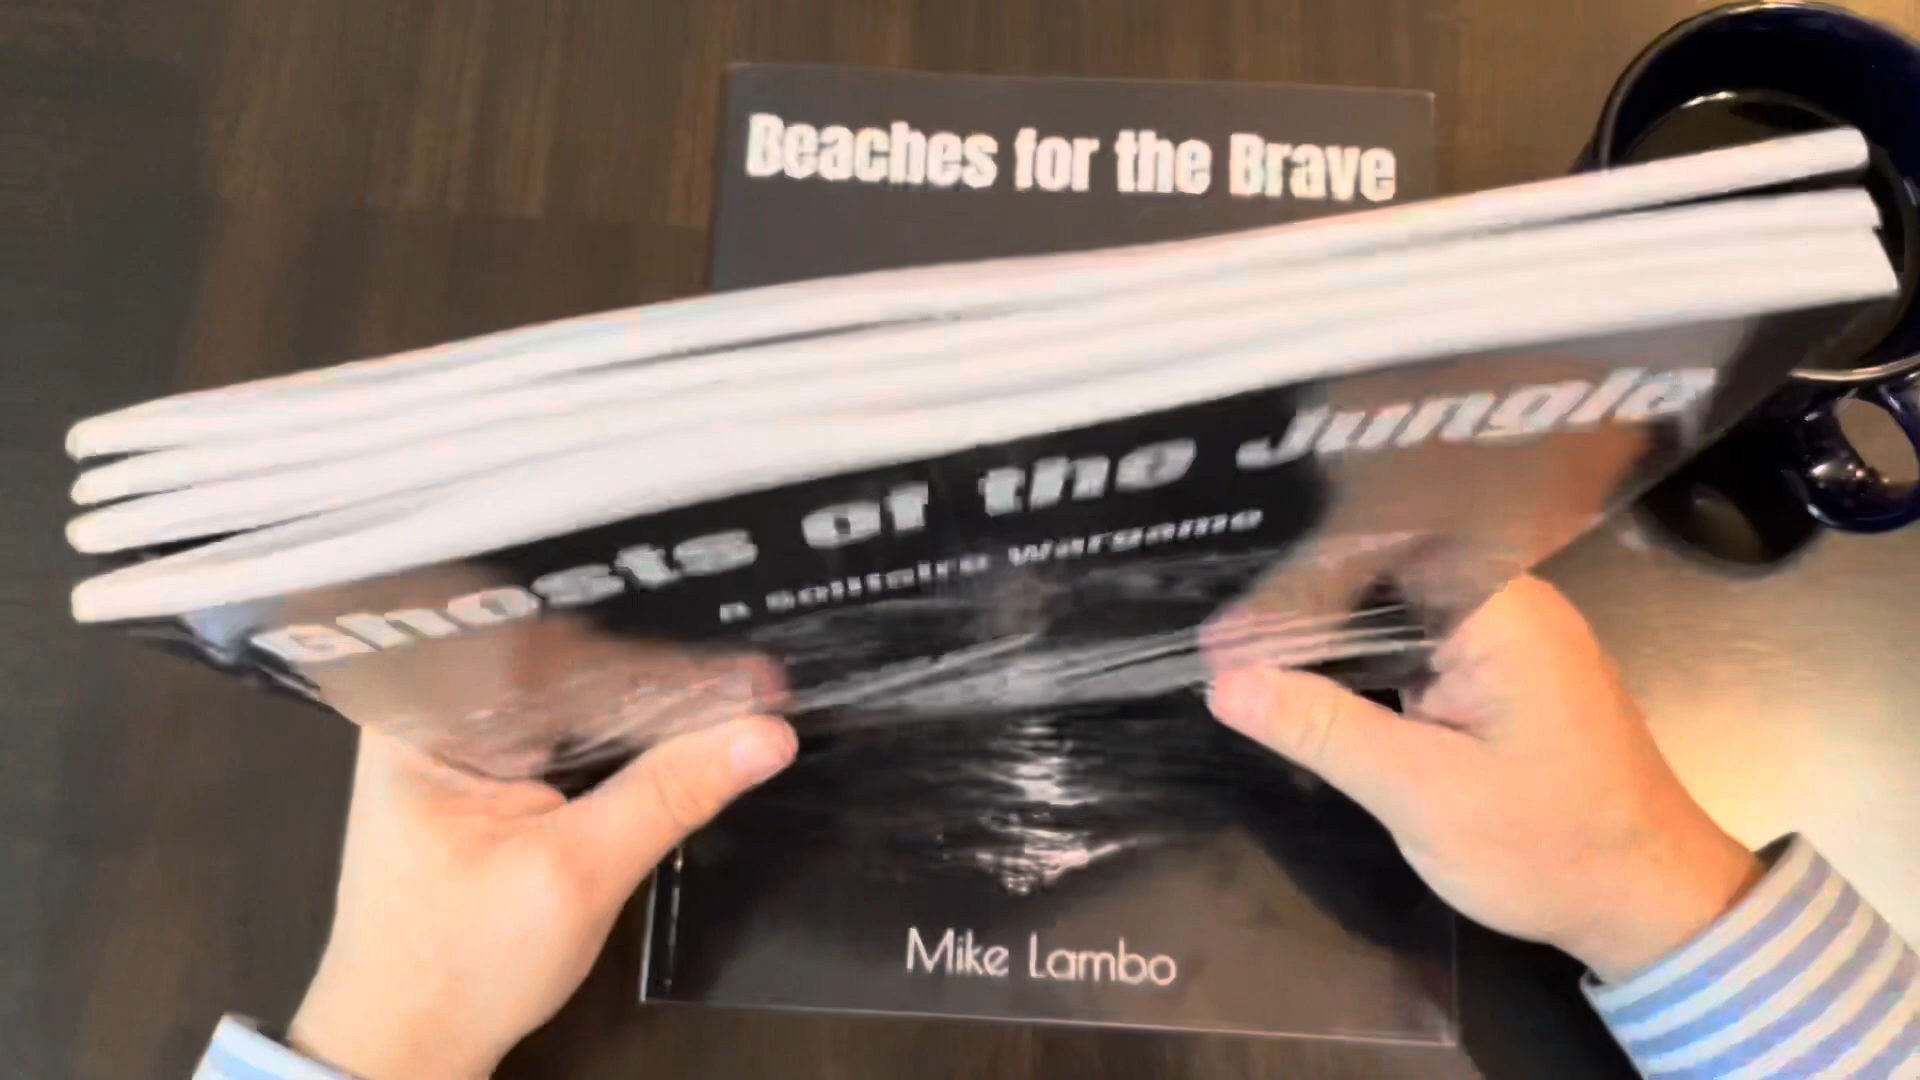 Beaches for the Brave
Ghosts of the Jungle
A Solitaire Wargame
Mike Lambo